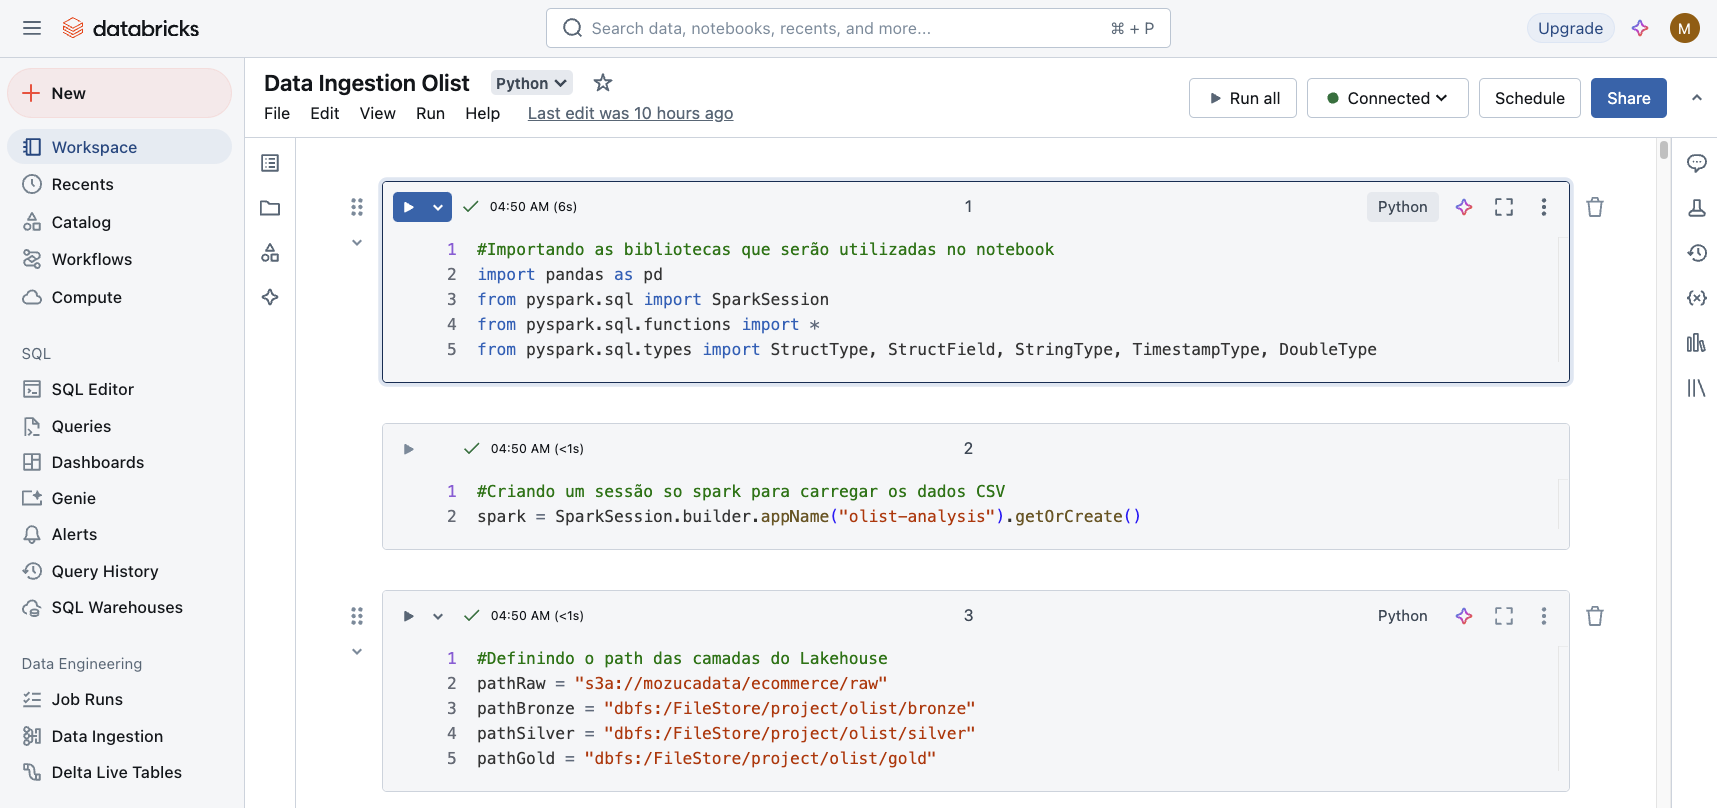 databricks
Search data, notebooks, recents, and more...
⌘ + P
Upgrade
M
New
Workspace
Recents
Catalog
Workflows
Compute
SQL
SQL Editor
Queries
Dashboards
Genie
Alerts
Query History
SQL Warehouses
Data Engineering
Job Runs
Data Ingestion
Delta Live Tables
Data Ingestion Olist
Python
File Edit View Run Help Last edit was 10 hours ago
Run all
Connected
Schedule
Share
04:50 AM (6s)
1
Python
1 #Importando as bibliotecas que serão utilizadas no notebook
2 import pandas as pd
3 from pyspark.sql import SparkSession
4 from pyspark.sql.functions import *
5 from pyspark.sql.types import StructType, StructField, StringType, TimestampType, DoubleType
04:50 AM (<1s)
2
1 #Criando um sessão so spark para carregar os dados CSV
2 spark = SparkSession.builder.appName("olist-analysis").getOrCreate()
04:50 AM (<1s)
3
Python
1 #Definindo o path das camadas do Lakehouse
2 pathRaw = "s3a://mozucadata/ecommerce/raw"
3 pathBronze = "dbfs:/FileStore/project/olist/bronze"
4 pathSilver = "dbfs:/FileStore/project/olist/silver"
5 pathGold = "dbfs:/FileStore/project/olist/gold"